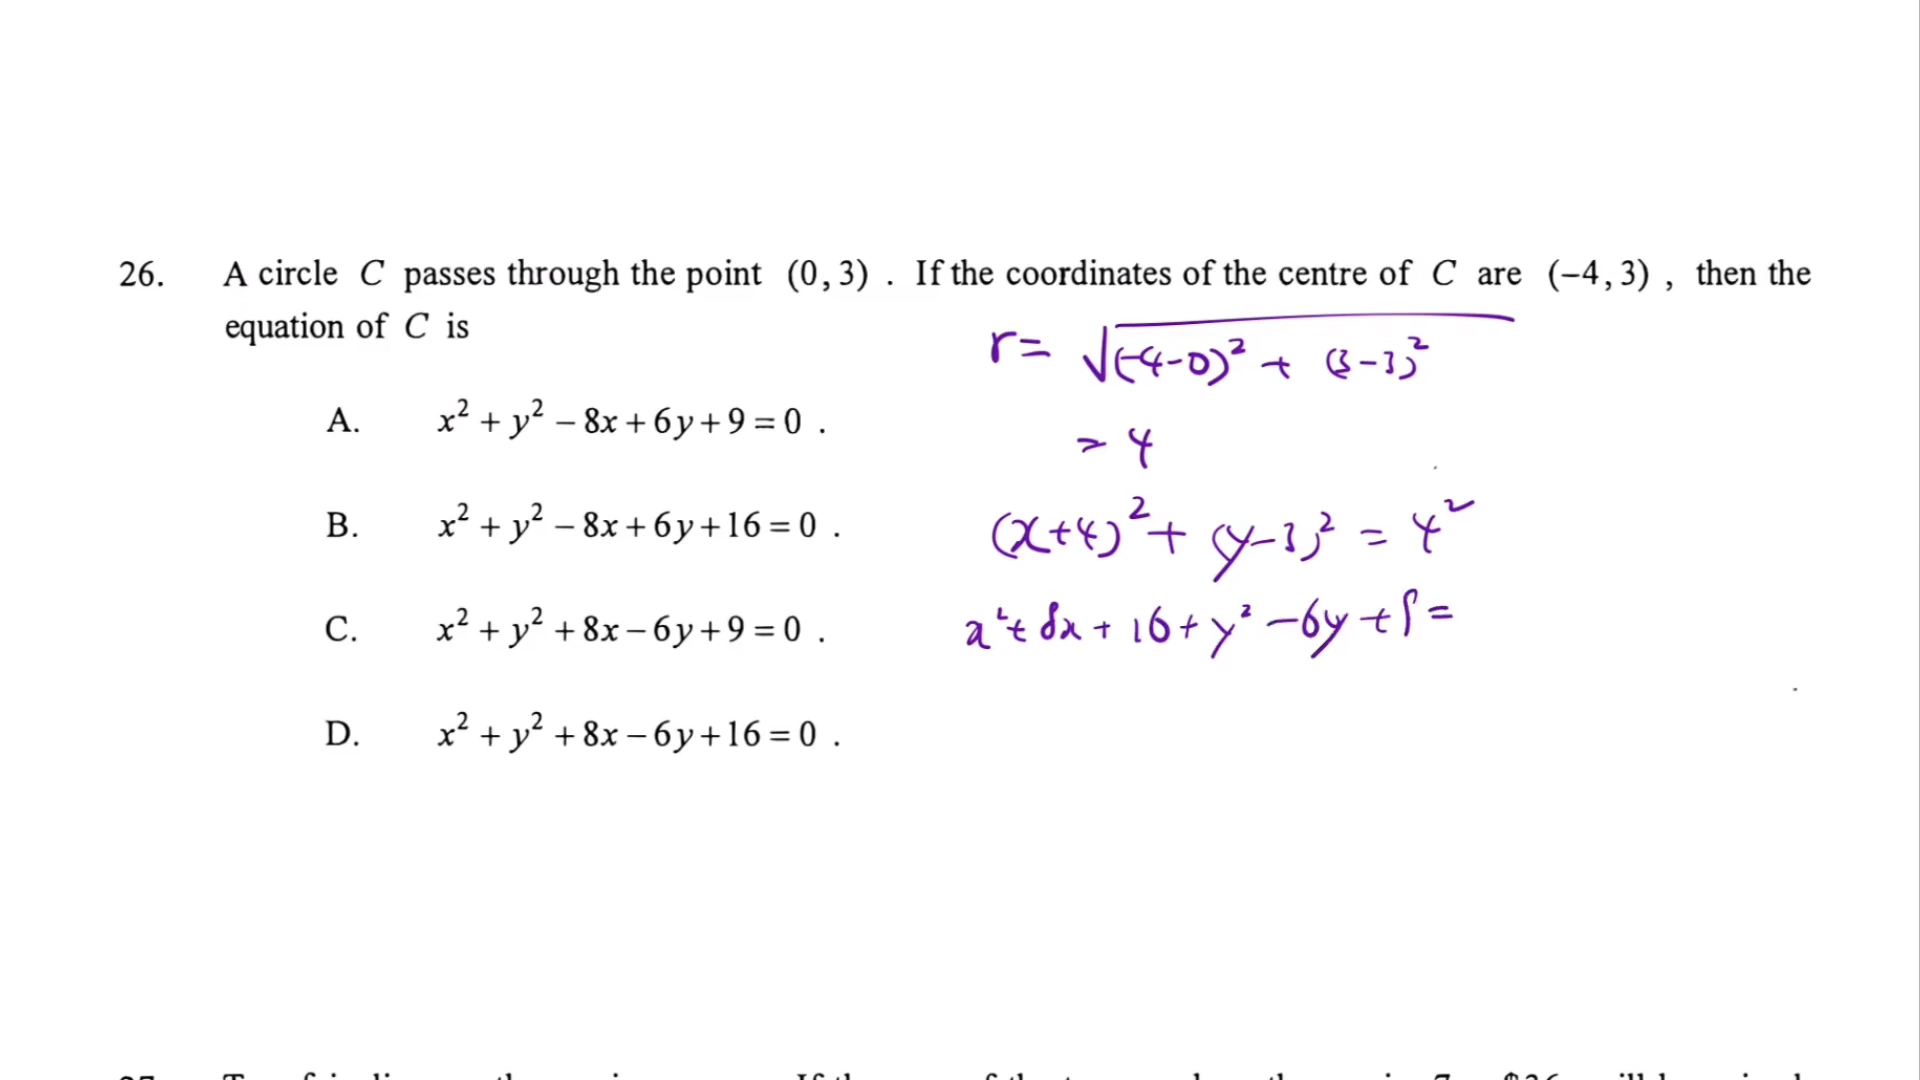 26. A circle C passes through the point (0, 3) . If the coordinates of the centre of C are (−4, 3) , then the
equation of C is
r = √(-4-0)² + (3-3)²
A. x² + y² − 8x + 6y + 9 = 0 .
= 4
B. x² + y² − 8x + 6y + 16 = 0 .
(x+4)² + (y-3)² = 4²
C. x² + y² + 8x − 6y + 9 = 0 .
x² + 8x + 16 + y² - 6y + 9 =
D. x² + y² + 8x − 6y + 16 = 0 .